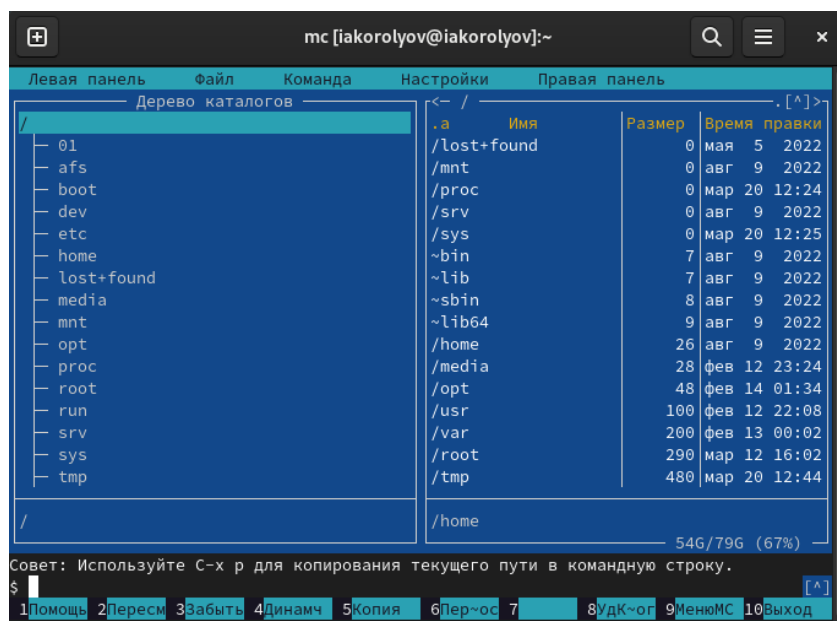 mc [iakorolyov@iakorolyov]:~
Левая панель Файл Команда Настройки Правая панель
Дерево каталогов
/
01
afs
boot
dev
etc
home
lost+found
media
mnt
opt
proc
root
run
srv
sys
tmp
/
<— / .[^]>
.и Имя Размер Время правки
/lost+found 0 мая 5 2022
/mnt 0 авг 9 2022
/proc 0 мар 20 12:24
/srv 0 авг 9 2022
/sys 0 мар 20 12:25
~bin 7 авг 9 2022
~lib 7 авг 9 2022
~sbin 8 авг 9 2022
~lib64 9 авг 9 2022
/home 26 авг 9 2022
/media 28 фев 12 23:24
/opt 48 фев 14 01:34
/usr 100 фев 12 22:08
/var 200 фев 13 00:02
/root 290 мар 12 16:02
/tmp 480 мар 20 12:44
/home
54G/79G (67%)
Совет: Используйте C-x p для копирования текущего пути в командную строку.
$ [^]
1Помощь 2Пересм 3Забыть 4Динамч 5Копия 6Пер~ос 7 8УдК~ог 9МенюMC 10Выход